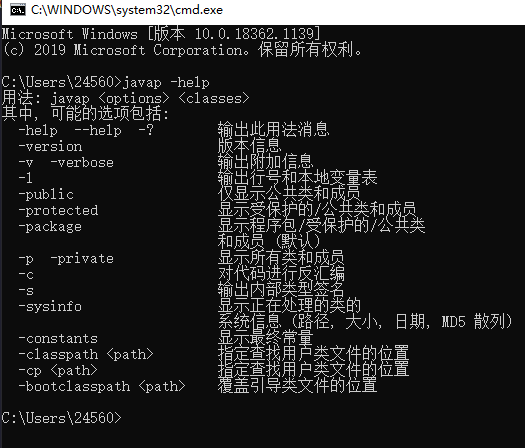 C:\WINDOWS\system32\cmd.exe
Microsoft Windows [版本 10.0.18362.1139]
(c) 2019 Microsoft Corporation。保留所有权利。
C:\Users\24560>javap -help
用法: javap <options> <classes>
其中, 可能的选项包括:
-help --help -? 输出此用法消息
-version 版本信息
-v -verbose 输出附加信息
-l 输出行号和本地变量表
-public 仅显示公共类和成员
-protected 显示受保护的/公共类和成员
-package 显示程序包/受保护的/公共类
和成员 (默认)
-p -private 显示所有类和成员
-c 对代码进行反汇编
-s 输出内部类型签名
-sysinfo 显示正在处理的类的
系统信息 (路径, 大小, 日期, MD5 散列)
-constants 显示最终常量
-classpath <path> 指定查找用户类文件的位置
-cp <path> 指定查找用户类文件的位置
-bootclasspath <path> 覆盖引导类文件的位置
C:\Users\24560>